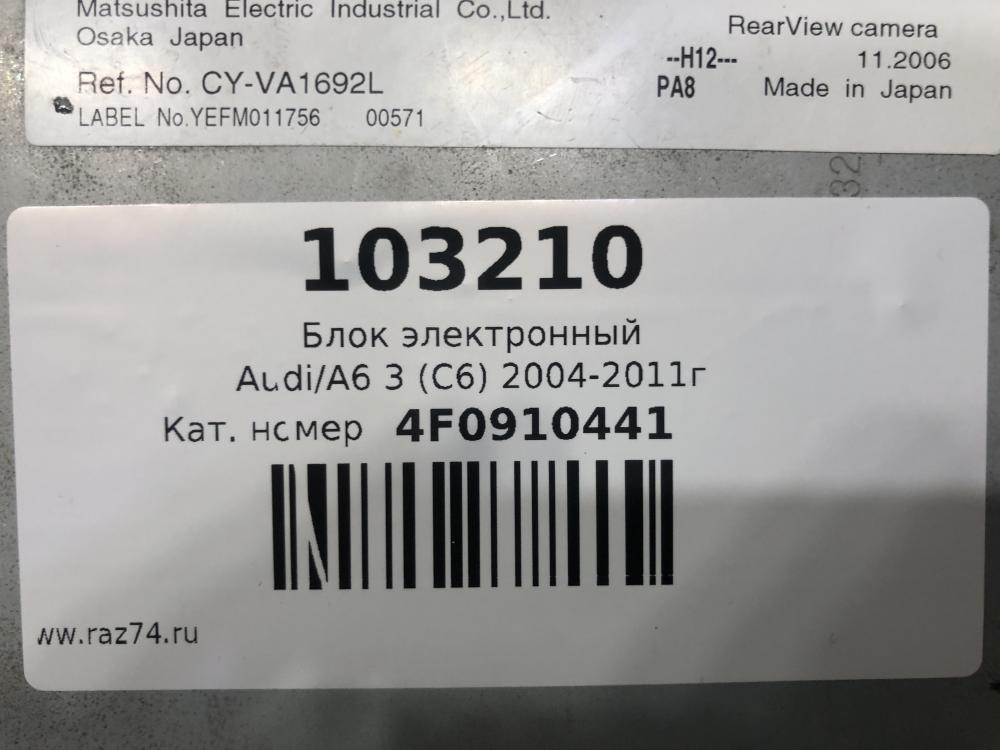 Matsushita Electric Industrial Co.,Ltd.
Osaka Japan
RearView camera
--H12--- 11.2006
Ref. No. CY-VA1692L PA8 Made in Japan
LABEL No.YEFM011756 00571
32
103210
Блок электронный
Audi/A6 3 (C6) 2004-2011г
Кат. номер 4F0910441
ww.raz74.ru